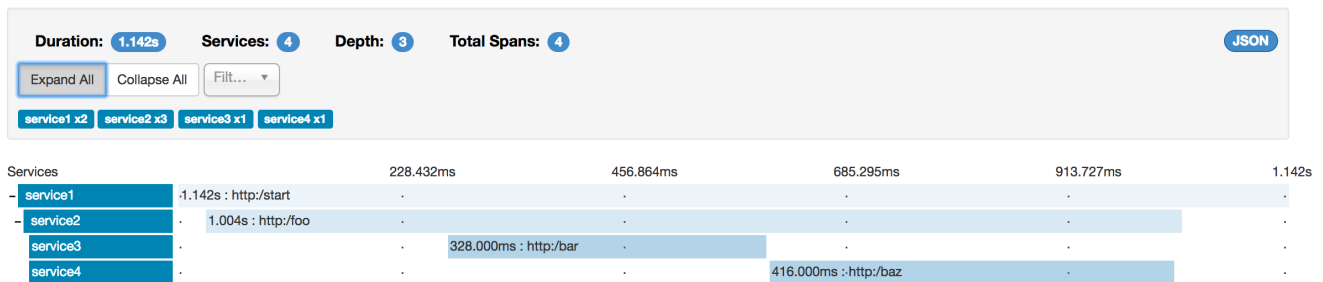 Duration: 1.142s Services: 4 Depth: 3 Total Spans: 4 JSON
Expand All Collapse All Filt...
service1 x2 service2 x3 service3 x1 service4 x1
Services 228.432ms 456.864ms 685.295ms 913.727ms 1.142s
– service1 1.142s : http:/start
– service2 1.004s : http:/foo
service3 328.000ms : http:/bar
service4 416.000ms : http:/baz